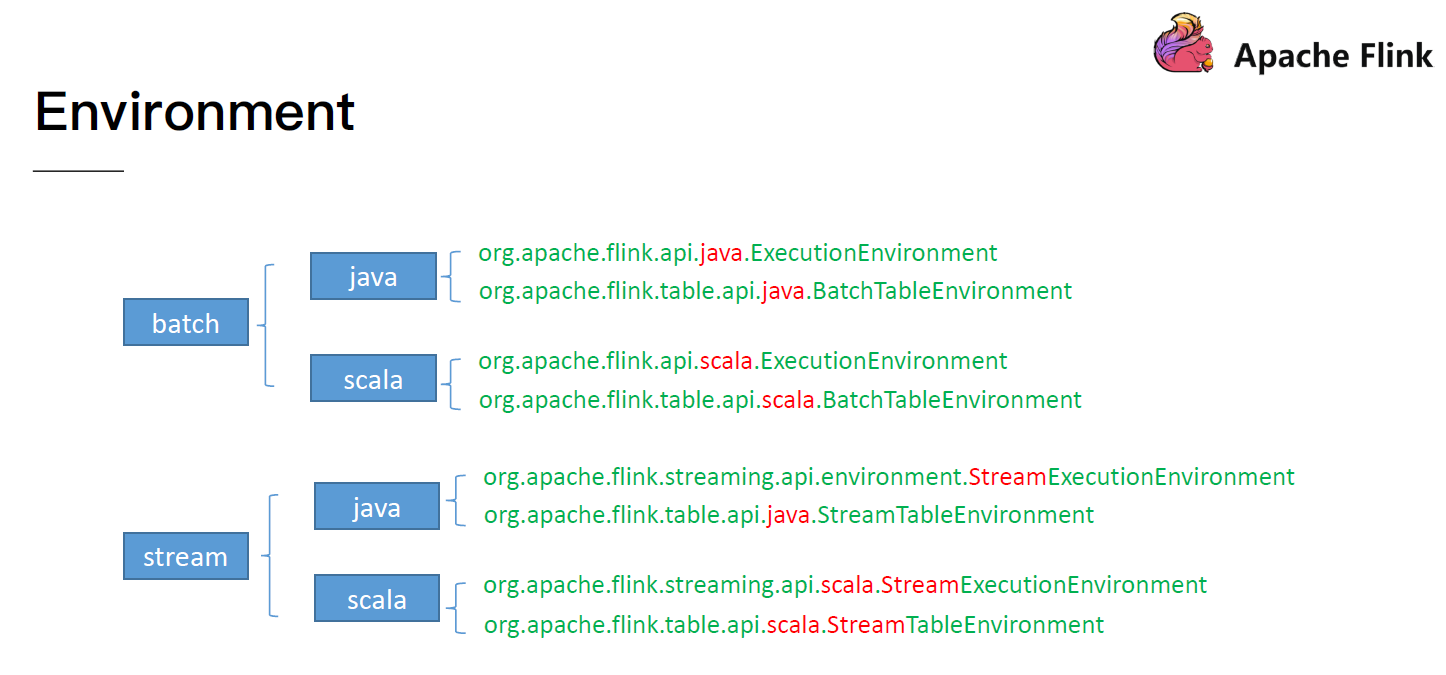 Apache Flink
Environment
batch
java
org.apache.flink.api.java.ExecutionEnvironment
org.apache.flink.table.api.java.BatchTableEnvironment
scala
org.apache.flink.api.scala.ExecutionEnvironment
org.apache.flink.table.api.scala.BatchTableEnvironment
stream
java
org.apache.flink.streaming.api.environment.StreamExecutionEnvironment
org.apache.flink.table.api.java.StreamTableEnvironment
scala
org.apache.flink.streaming.api.scala.StreamExecutionEnvironment
org.apache.flink.table.api.scala.StreamTableEnvironment